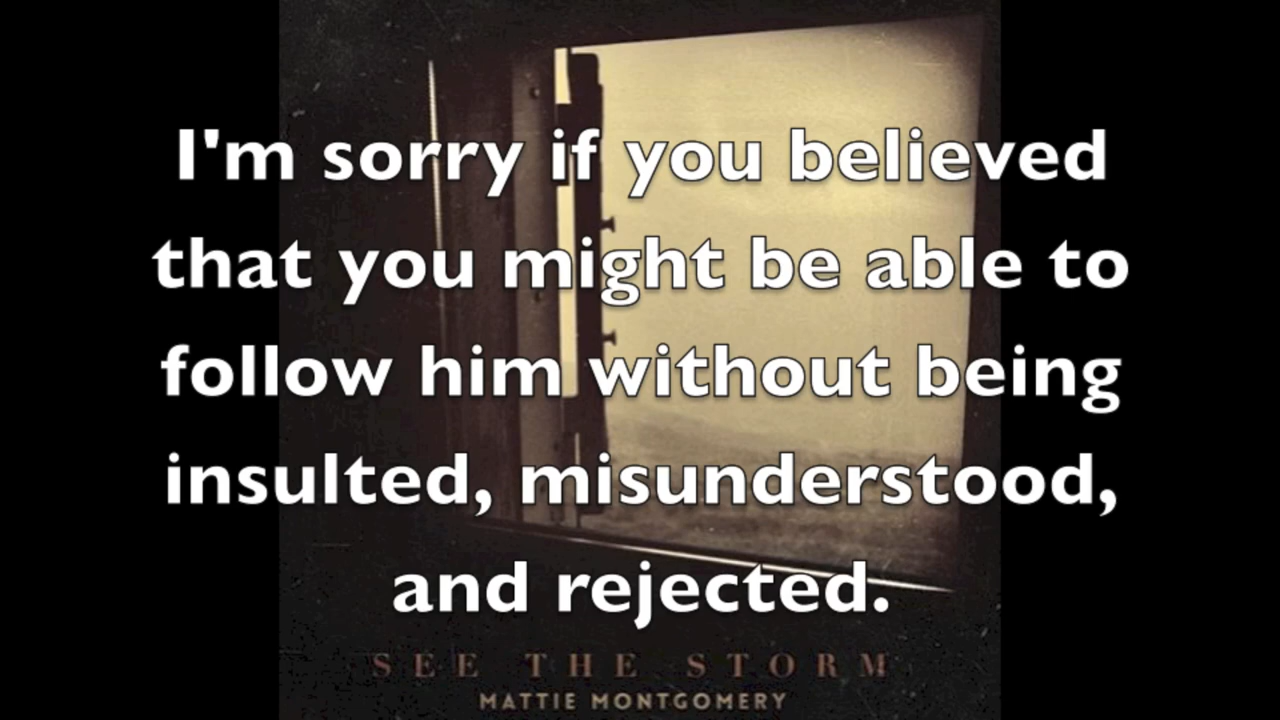 I'm sorry if you believed
that you might be able to
follow him without being
insulted, misunderstood,
and rejected.
SEE THE STORM
MATTIE MONTGOMERY